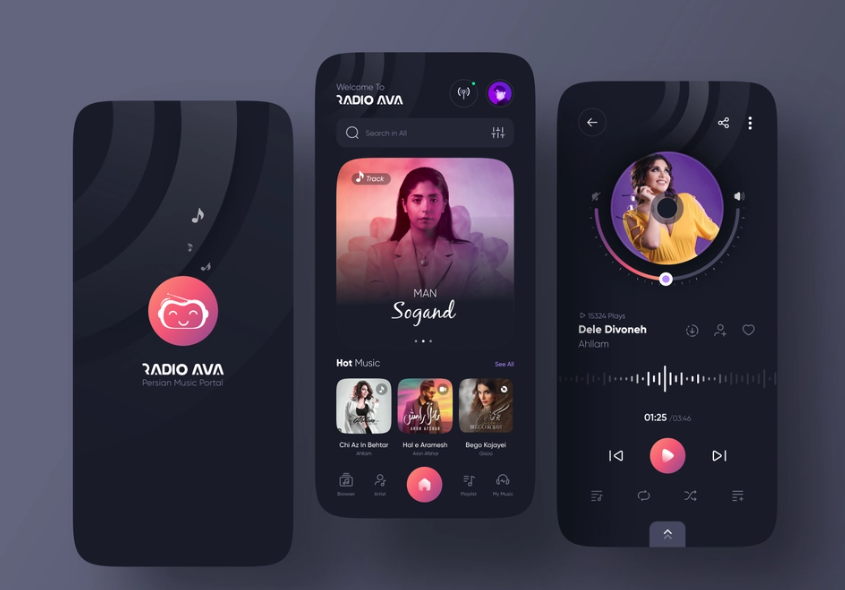 RADIO AVA
Persian Music Portal
Welcome To
RADIO AVA
Search in All
Track
MAN
Sogand
Hot Music
See All
Chi Az In Behtar
Ahllam
Hal e Aramesh
Aron Afshar
Bego Kojayei
Browser
Artist
Playlist
My Music
15324 Plays
Dele Divoneh
Ahllam
01:25 /03:46